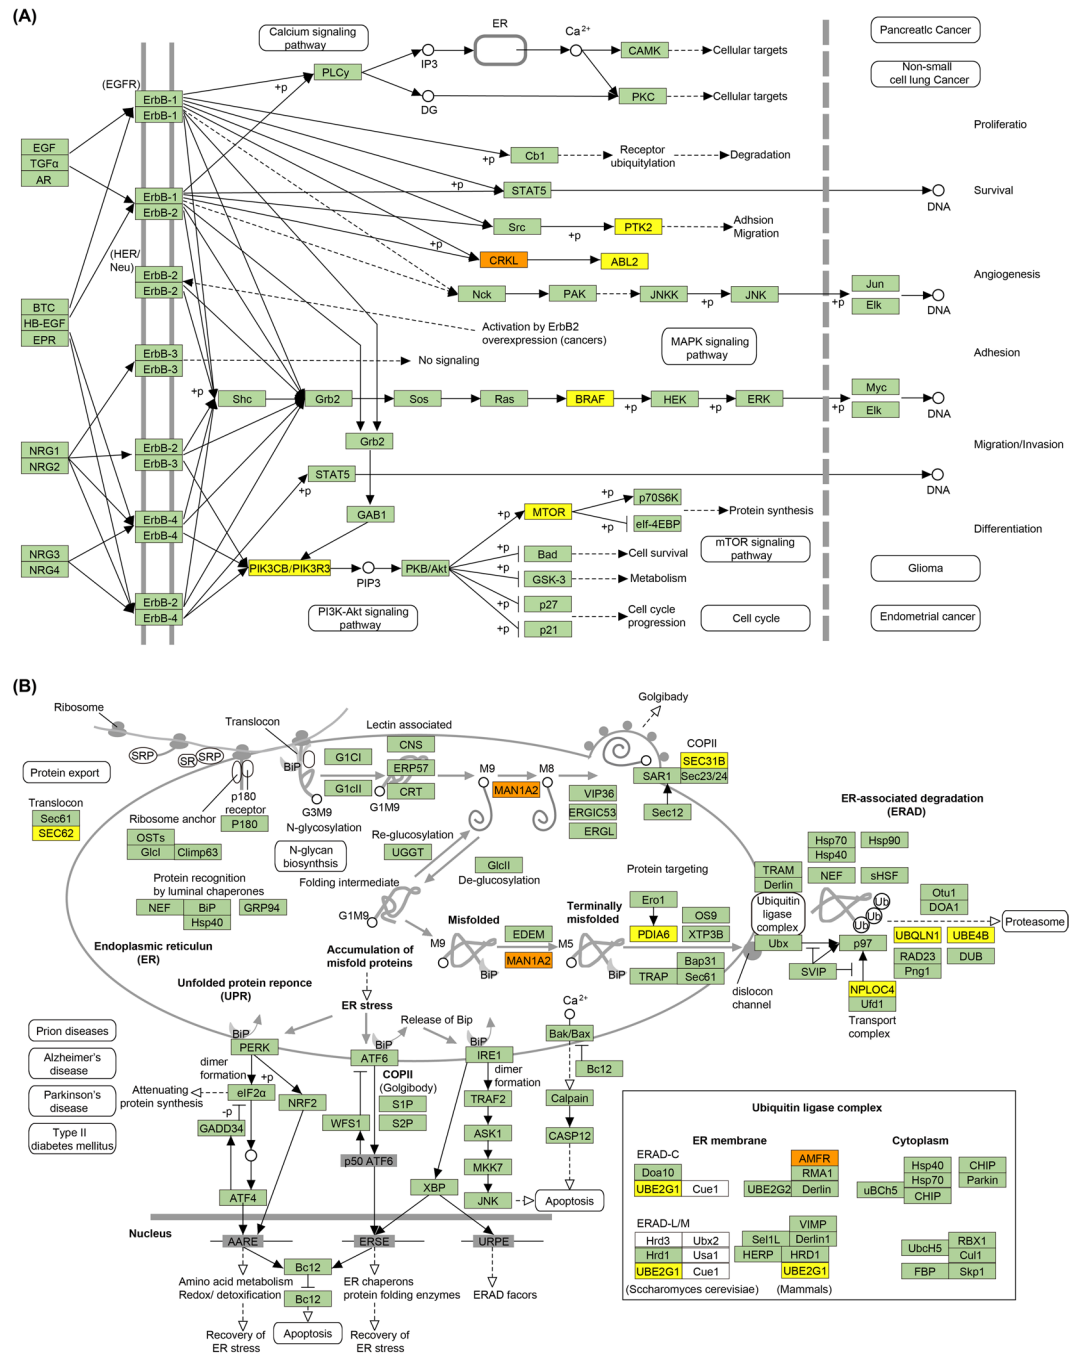 (A)
Calcium signaling
pathway
ER
Ca2+
IP3
CAMK
Cellular targets
PLCy
+p
DG
PKC
Cellular targets
PancreatIc Cancer
Non-small
cell lung Cancer
(EGFR)
ErbB-1
ErbB-1
EGF
TGFα
AR
Proliferatio
+p
Cb1
Receptor
ubiquitylation
Degradation
ErbB-1
ErbB-2
+p
STAT5
DNA
Survival
Src
+p
PTK2
Adhsion
Migration
(HER/
Neu)
+p
CRKL
ABL2
ErbB-2
ErbB-2
Nck
PAK
JNKK
+p
JNK
+p
Jun
Elk
DNA
Angiogenesis
BTC
HB-EGF
EPR
Activation by ErbB2
overexpression (cancers)
MAPK signaling
pathway
ErbB-3
ErbB-3
No signaling
Adhesion
+p
Shc
Grb2
Sos
Ras
BRAF
+p
HEK
+p
ERK
+p
Myc
Elk
DNA
NRG1
NRG2
ErbB-2
ErbB-3
Grb2
Migration/Invasion
STAT5
+p
DNA
ErbB-4
ErbB-4
GAB1
+p
MTOR
+p
p70S6K
+p
elf-4EBP
Protein synthesis
Differentiation
NRG3
NRG4
PIK3CB/PIK3R3
PIP3
PKB/Akt
+p
Bad
Cell survival
mTOR signaling
pathway
+p
GSK-3
Metabolism
Glioma
ErbB-2
ErbB-4
PI3K-Akt signaling
pathway
+p
p27
Cell cycle
progression
+p
p21
Cell cycle
Endometrial cancer
(B)
Ribosome
Translocon
Lectin associated
Golgibady
SRP
SR
SRP
BiP
G1CI
CNS
ERP57
M9
M8
COPII
SEC31B
SAR1
Sec23/24
Protein export
p180
receptor
G1cII
CRT
G3M9
G1M9
MAN1A2
VIP36
ERGIC53
ERGL
Sec12
ER-associated degradation
(ERAD)
Translocon
Sec61
SEC62
Ribosome anchor
P180
N-glycosylation
OSTs
GlcI
Climp63
N-glycan
biosynthsis
Re-glucosylation
UGGT
GlcII
De-glucosylation
Hsp70
Hsp40
Hsp90
NEF
sHSF
TRAM
Derlin
Protein recognition
by luminal chaperones
Folding intermediate
Protein targeting
NEF
BiP
GRP94
Hsp40
G1M9
Misfolded
Terminally
misfolded
Ero1
OS9
XTP3B
PDIA6
Ubiquitin
ligase
complex
Ub
Ub
Ub
Otu1
DOA1
Proteasome
Endoplasmic reticulun
(ER)
Accumulation of
misfold proteins
M9
EDEM
MAN1A2
M5
BiP
BiP
Bap31
TRAP
Sec61
Ubx
p97
UBQLN1
UBE4B
SVIP
RAD23
Png1
DUB
dislocon
channel
NPLOC4
Ufd1
Transport
complex
Unfolded protein reponce
(UPR)
ER stress
Release of Bip
Ca2+
Prion diseases
BiP
PERK
BiP
ATF6
BiP
IRE1
Bak/Bax
Bc12
Alzheimer's
disease
dimer
formation
+p
COPII
(Golgibody)
dimer
formation
Attenuating
protein synthesis
eIF2α
NRF2
S1P
TRAF2
Calpain
Parkinson's
disease
-p
GADD34
WFS1
S2P
ASK1
CASP12
Type II
diabetes mellitus
p50 ATF6
MKK7
ATF4
XBP
JNK
Apoptosis
Nucleus
AARE
ERSE
URPE
Bc12
Amino acid metabolism
Redox/ detoxification
ER chaperons
protein folding enzymes
ERAD facors
Bc12
Recovery of
ER stress
Apoptosis
Recovery of
ER stress
Ubiquitin ligase complex
ER membrane
Cytoplasm
ERAD-C
Doa10
UBE2G1
Cue1
AMFR
RMA1
UBE2G2
Derlin
uBCh5
Hsp40
Hsp70
CHIP
CHIP
Parkin
ERAD-L/M
Hrd3
Ubx2
Hrd1
Usa1
UBE2G1
Cue1
VIMP
Sel1L
Derlin1
HERP
HRD1
UBE2G1
UbcH5
RBX1
Cul1
FBP
Skp1
(Sccharomyces cerevisiae)
(Mammals)